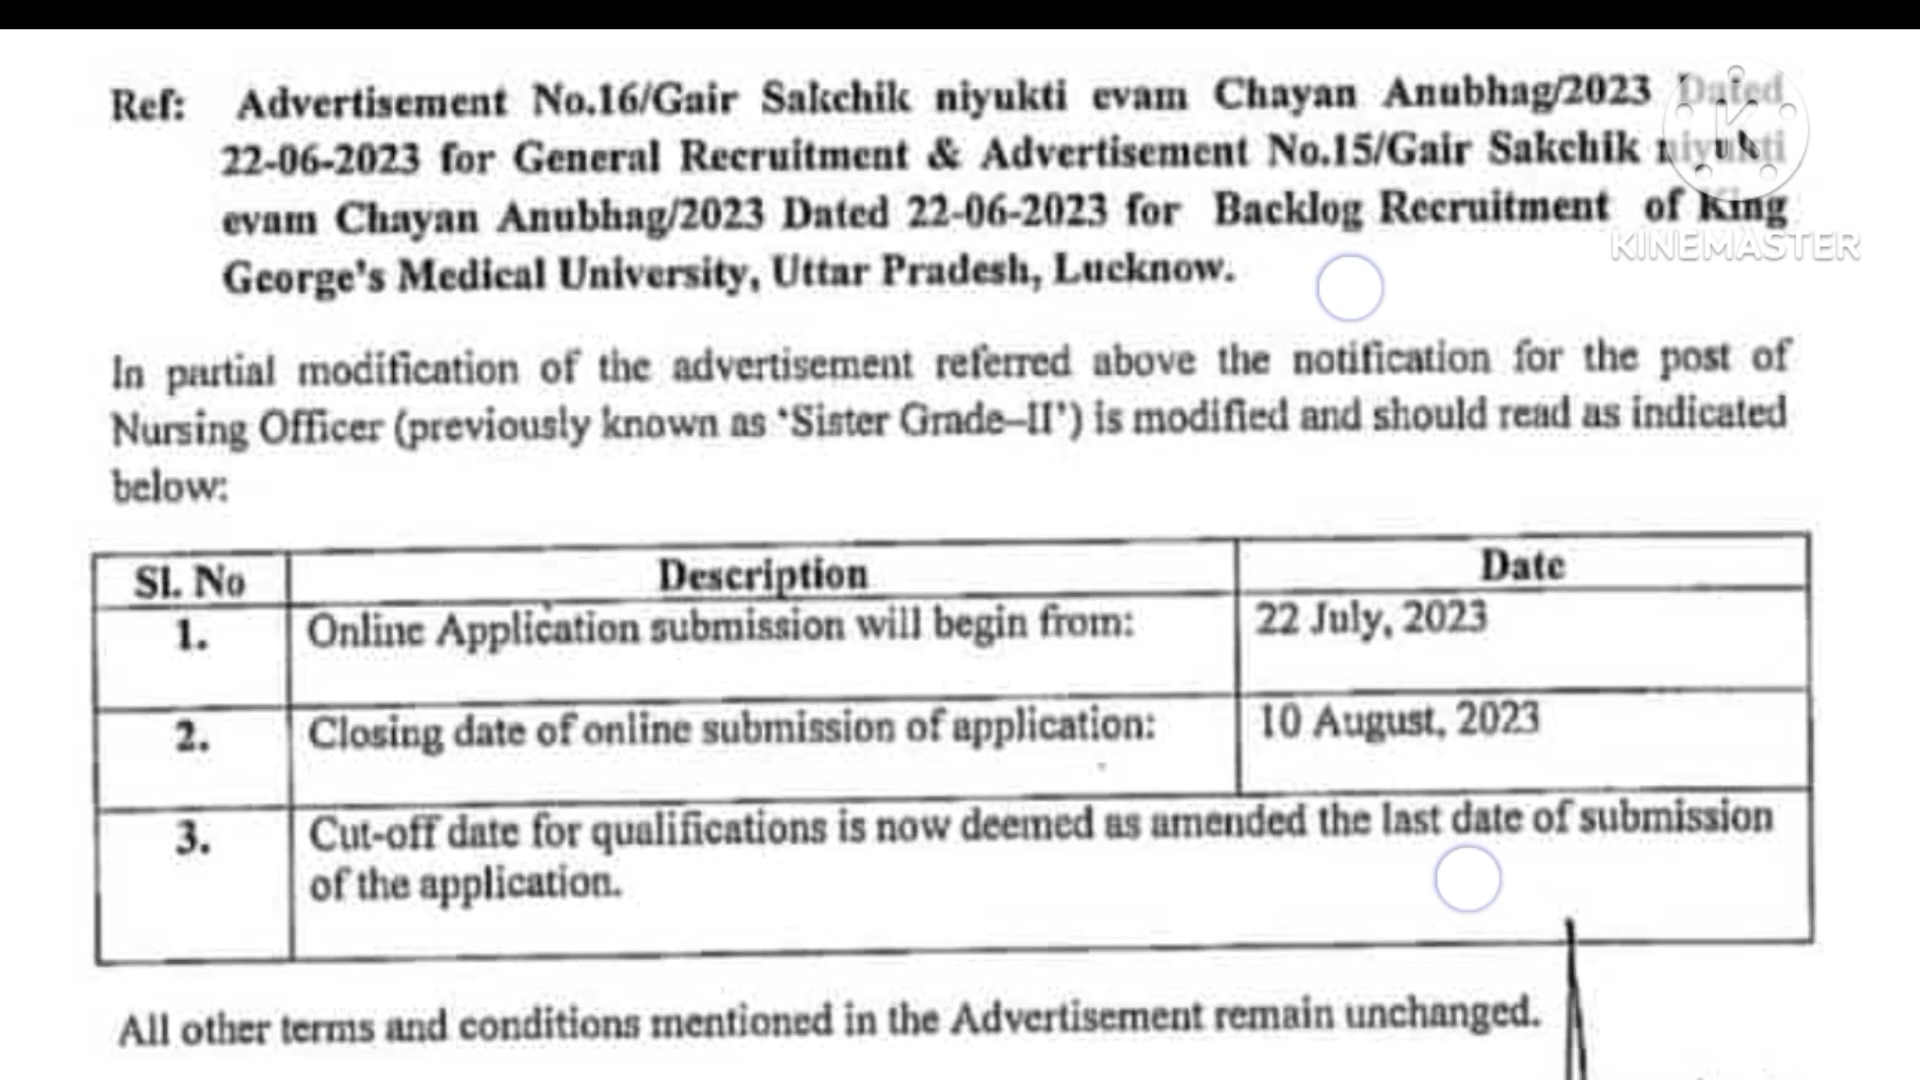 Ref: Advertisement No.16/Gair Sakchik niyukti evam Chayan Anubhag/2023 Dated
22-06-2023 for General Recruitment & Advertisement No.15/Gair Sakchik niyukti
evam Chayan Anubhag/2023 Dated 22-06-2023 for Backlog Recruitment of King
George's Medical University, Uttar Pradesh, Lucknow.
KINEMASTER
In partial modification of the advertisement referred above the notification for the post of
Nursing Officer (previously known as 'Sister Grade–II') is modified and should read as indicated
below:
Sl. No Description Date
1. Online Application submission will begin from: 22 July, 2023
2. Closing date of online submission of application: 10 August, 2023
3. Cut-off date for qualifications is now deemed as amended the last date of submission
of the application.
All other terms and conditions mentioned in the Advertisement remain unchanged.